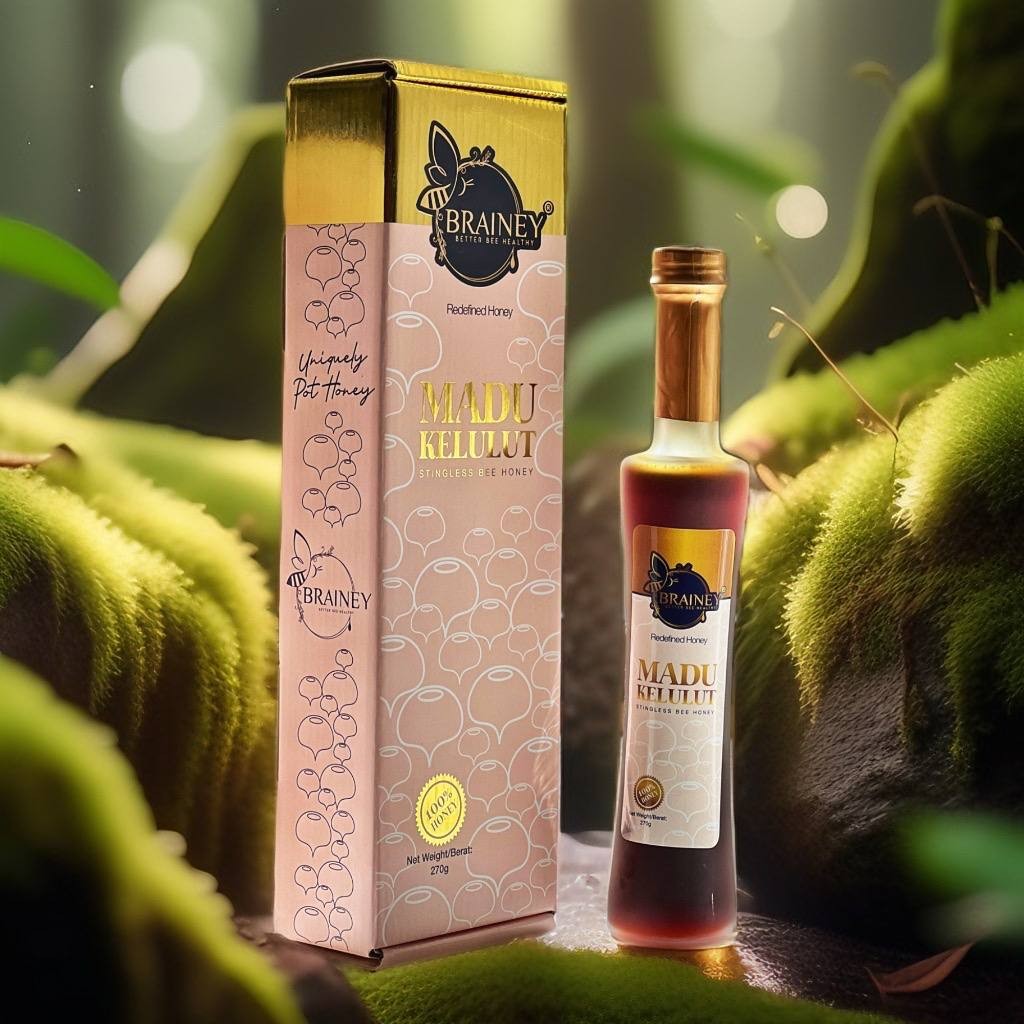 BRAINEY®
BETTER BEE HEALTHY
Redefined Honey
MADU
KELULUT
STINGLESS BEE HONEY
100%
HONEY
Net Weight/Berat:
270g
Uniquely
Pot Honey
BRAINEY
BETTER BEE HEALTHY
BRAINEY®
BETTER BEE HEALTHY
Redefined Honey
MADU
KELULUT
STINGLESS BEE HONEY
100%
HONEY
Net Weight/Berat:
270g